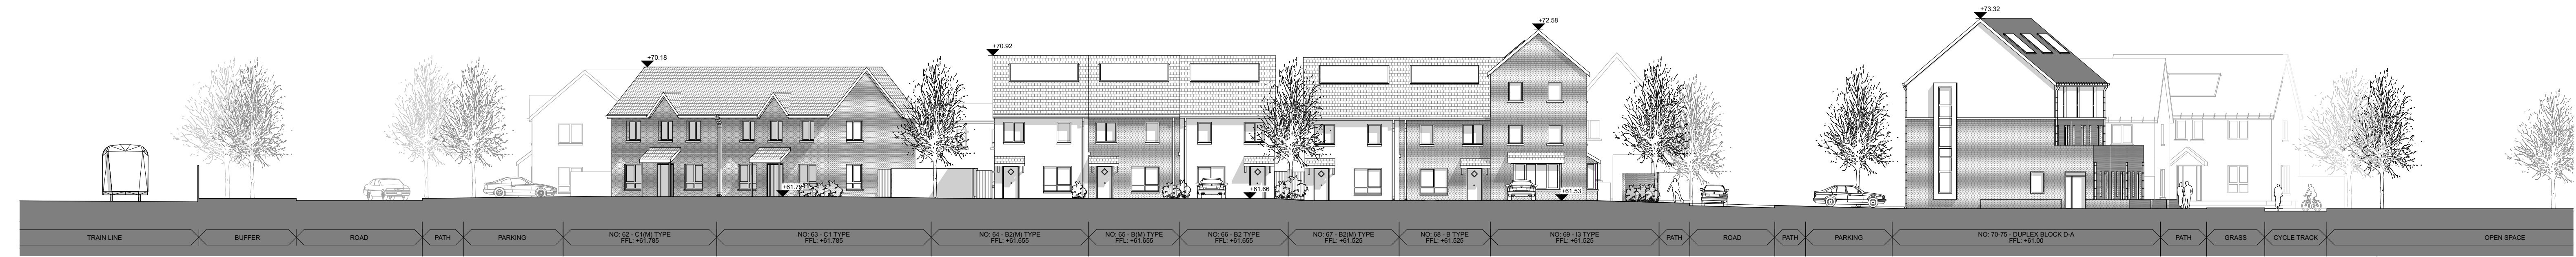 +73.32
+72.58
+70.92
+70.18
+61.66
+61.53
TRAIN LINE
BUFFER
ROAD
PATH
PARKING
NO: 62 - C1(M) TYPE
FFL: +61.785
NO: 63 - C1 TYPE
FFL: +61.785
NO: 64 - B2(M) TYPE
FFL: +61.655
NO: 65 - B(M) TYPE
FFL: +61.655
NO: 66 - B2 TYPE
FFL: +61.655
NO: 67 - B2(M) TYPE
FFL: +61.525
NO: 68 - B TYPE
FFL: +61.525
NO: 69 - I3 TYPE
FFL: +61.525
PATH
ROAD
PATH
PARKING
NO: 70-75 - DUPLEX BLOCK D-A
FFL: +61.00
PATH
GRASS
CYCLE TRACK
OPEN SPACE